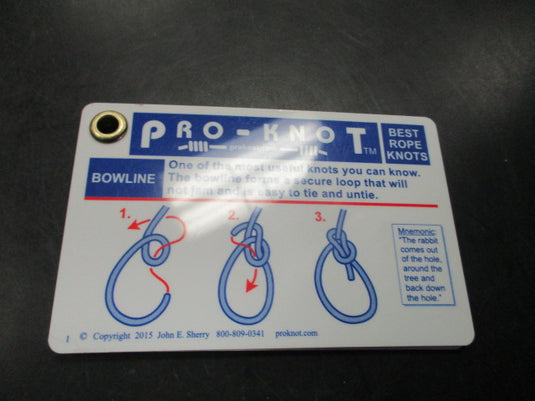 PRO-KNOT TM
proknot.com
BEST
ROPE
KNOTS
BOWLINE
One of the most useful knots you can know.
The bowline forms a secure loop that will
not jam and is easy to tie and untie.
1.
2.
3.
Mnemonic:
"The rabbit
comes out
of the hole,
around the
tree and
back down
the hole."
1 © Copyright 2015 John E. Sherry 800-809-0341 proknot.com